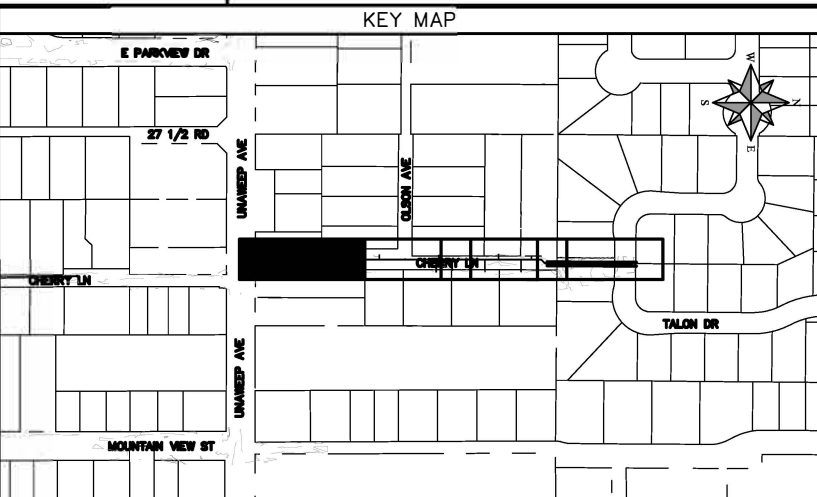 KEY MAP
E PARKVIEW DR
W
S
N
E
27 1/2 RD
UNAWEEP AVE
OLSON AVE
CHERRY LN
CHERRY LN
TALON DR
UNAWEEP AVE
MOUNTAIN VIEW ST